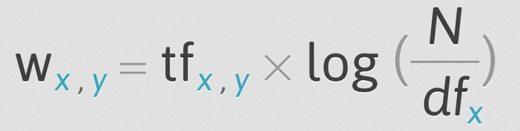 w x , y = tf x , y × log ( N / df x )